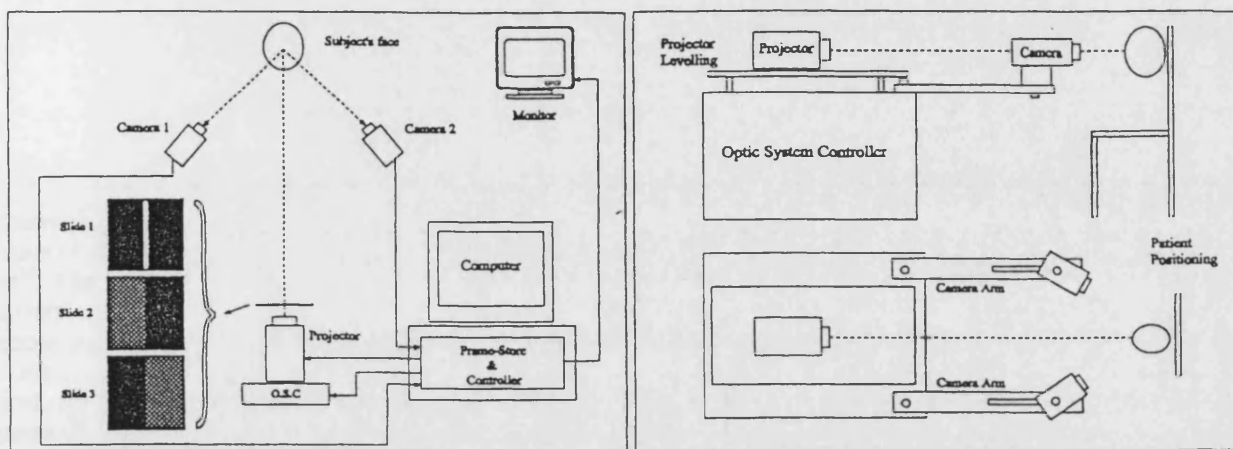 Subject's face
Camera 1
Camera 2
Monitor
Slide 1
Slide 2
Slide 3
Computer
Projector
O.S.C
Frame-Store
&
Controller
Projector
Levelling
Projector
Camera
Optic System Controller
Patient
Positioning
Camera Arm
Camera Arm